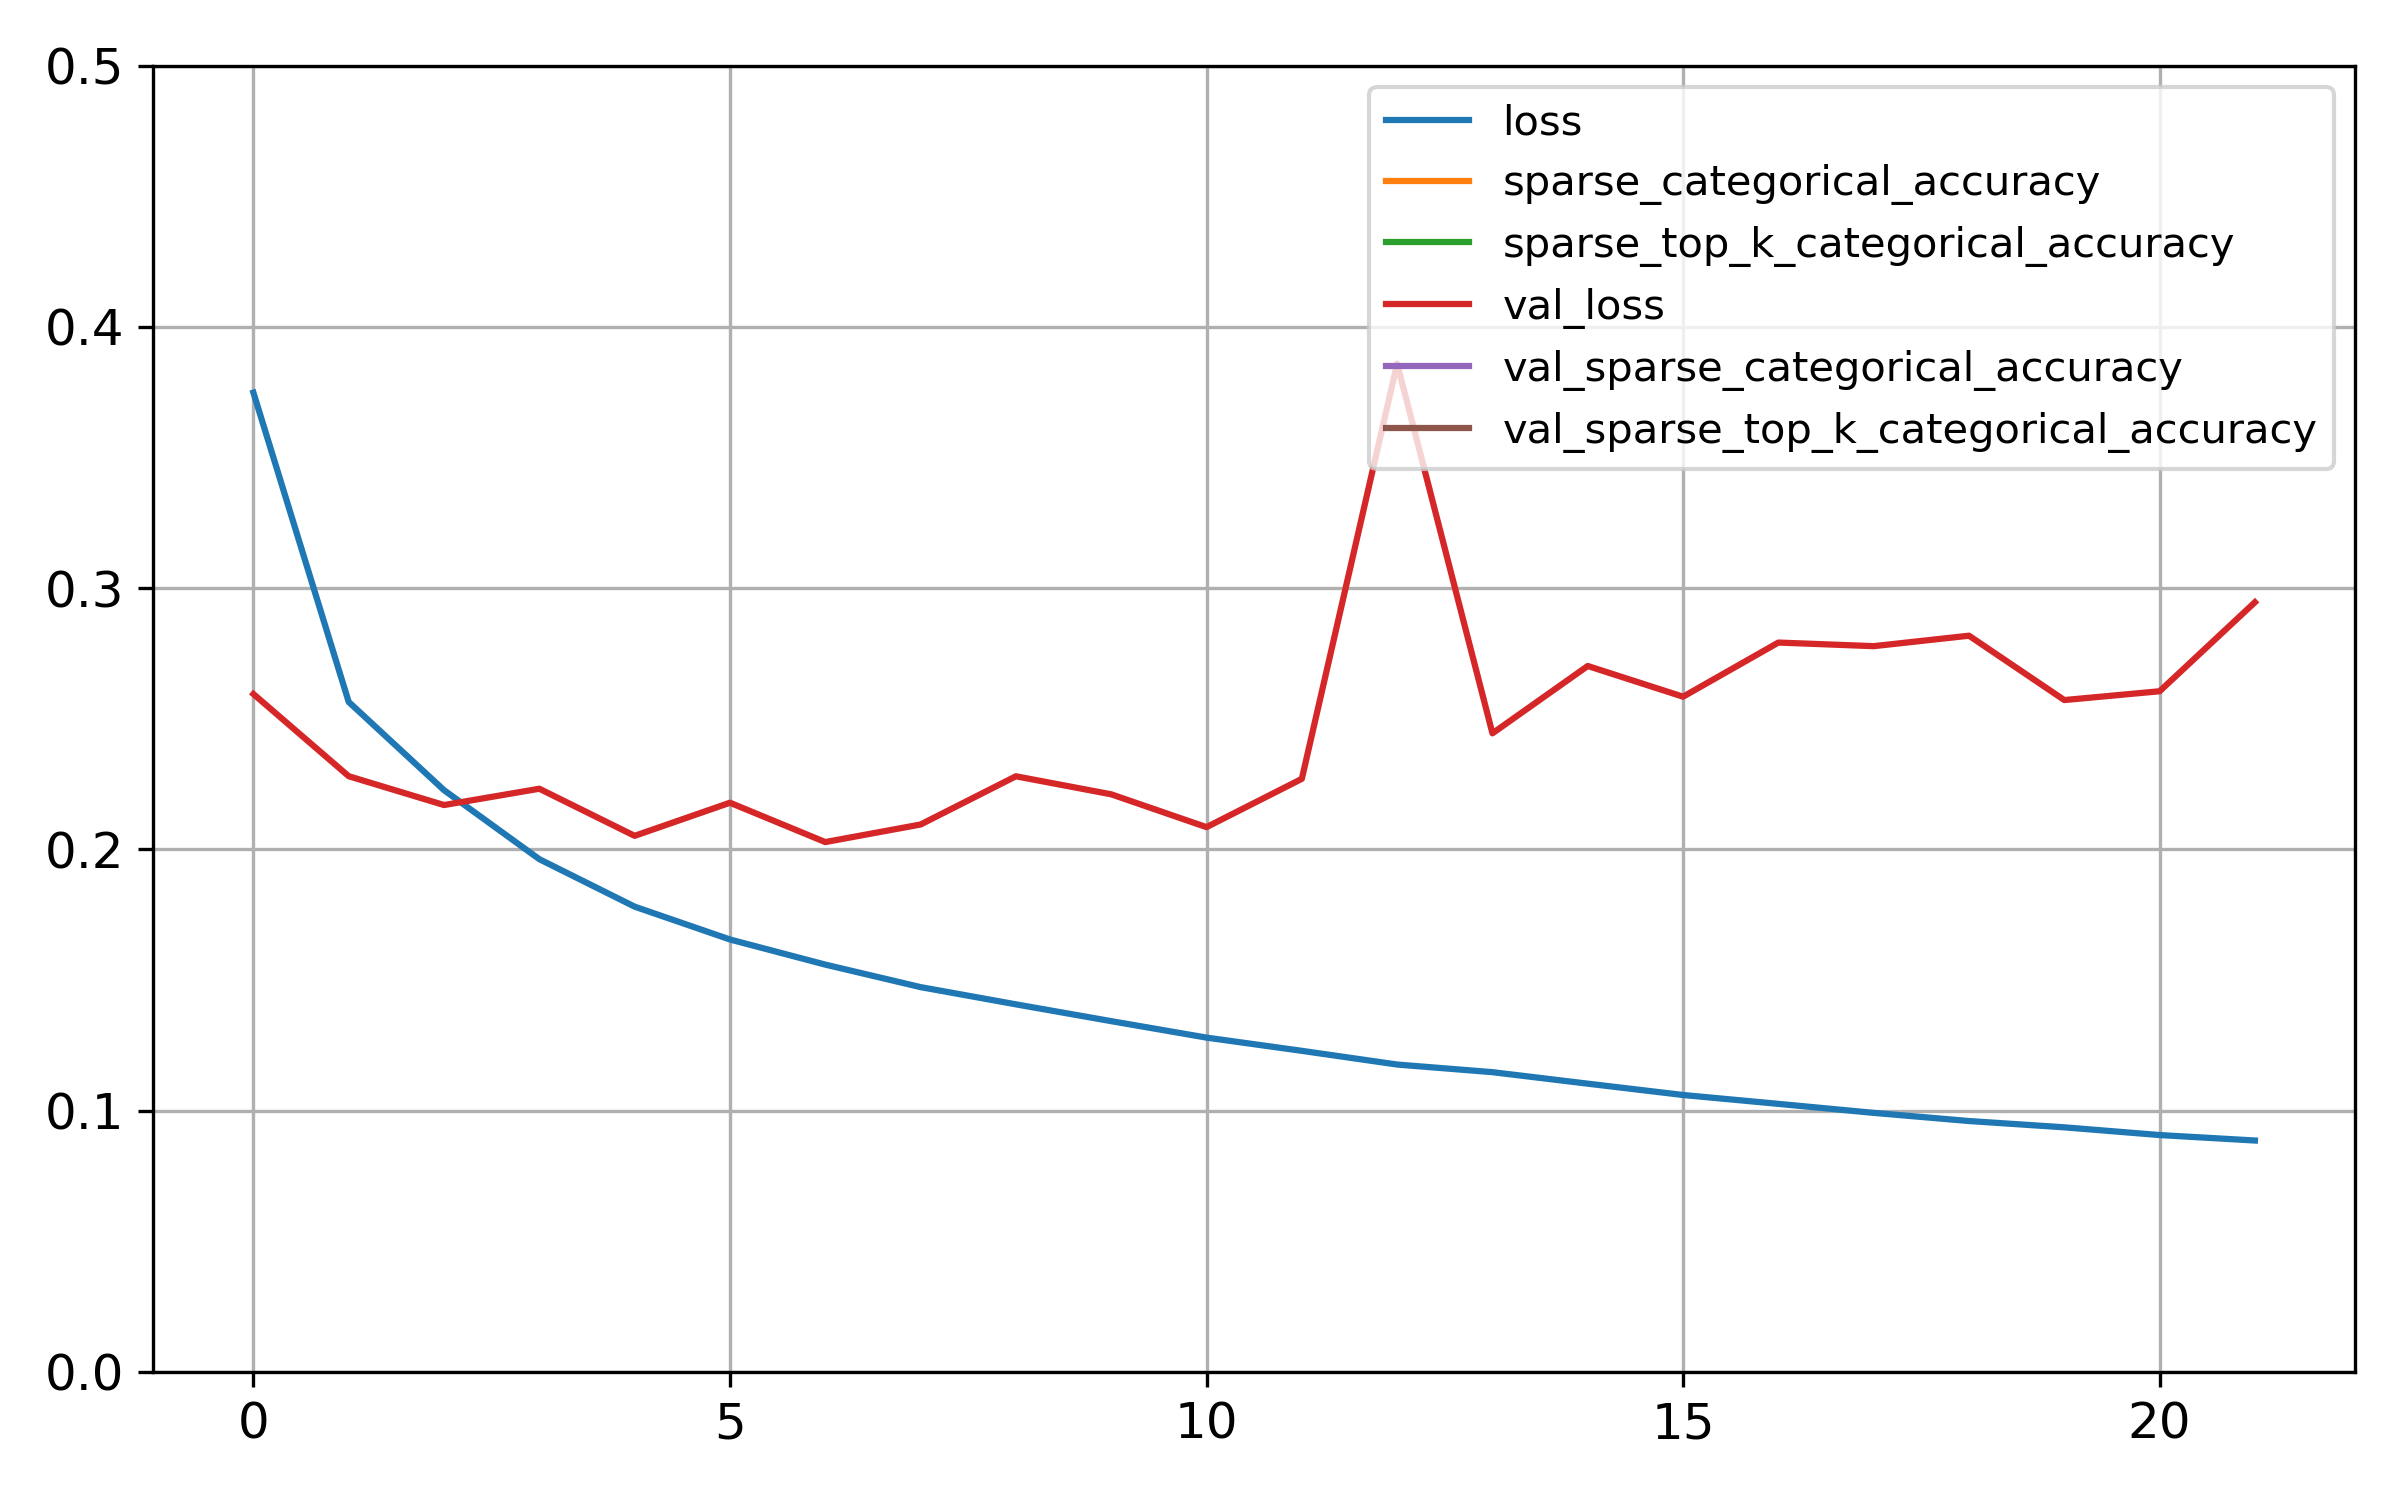 0.5
0.4
0.3
0.2
0.1
0.0
0
5
10
15
20
loss
sparse_categorical_accuracy
sparse_top_k_categorical_accuracy
val_loss
val_sparse_categorical_accuracy
val_sparse_top_k_categorical_accuracy